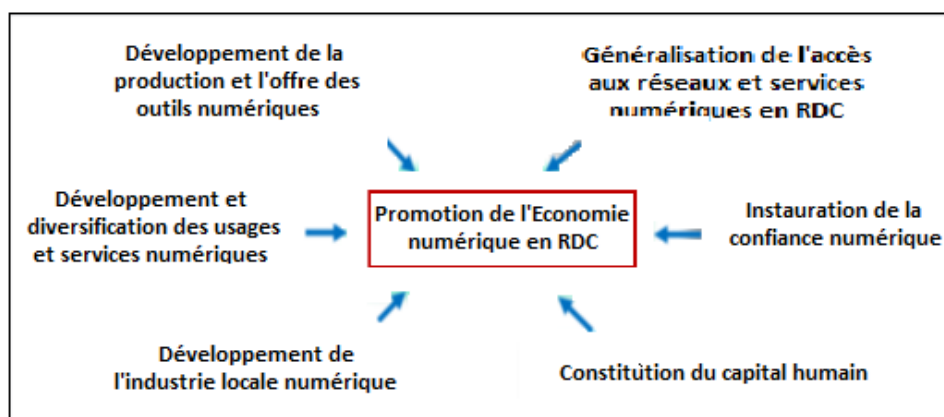 Développement de la
production et l'offre des
outils numériques
Généralisation de l'accès
aux réseaux et services
numériques en RDC
Développement et
diversification des usages
et services numériques
Promotion de l'Economie
numérique en RDC
Instauration de la
confiance numérique
Développement de
l'industrie locale numérique
Constitution du capital humain